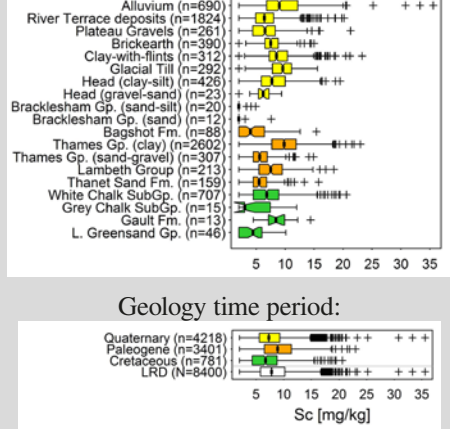 Alluvium (n=690)
River Terrace deposits (n=1824)
Plateau Gravels (n=261)
Brickearth (n=390)
Clay-with-flints (n=312)
Glacial Till (n=292)
Head (clay-silt) (n=426)
Head (gravel-sand) (n=23)
Bracklesham Gp. (sand-silt) (n=20)
Bracklesham Gp. (sand) (n=12)
Bagshot Fm. (n=88)
Thames Gp. (clay) (n=2602)
Thames Gp. (sand-gravel) (n=307)
Lambeth Group (n=213)
Thanet Sand Fm. (n=159)
White Chalk SubGp. (n=707)
Grey Chalk SubGp. (n=15)
Gault Fm. (n=13)
L. Greensand Gp. (n=46)
5 10 15 20 25 30 35
Geology time period:
Quaternary (n=4218)
Paleogene (n=3401)
Cretaceous (n=781)
LRD (N=8400)
5 10 15 20 25 30 35
Sc [mg/kg]